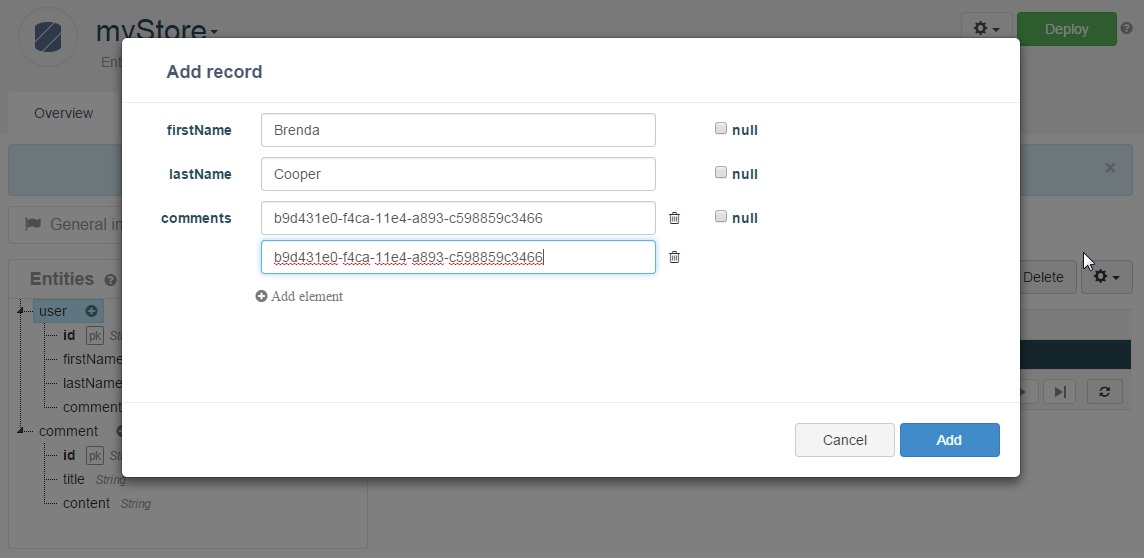 myStore
Ent
Deploy
Overview
Add record
firstName Brenda null
lastName Cooper null
comments b9d431e0-f4ca-11e4-a893-c598859c3466 null
b9d431e0-f4ca-11e4-a893-c598859c3466
Add element
General in
Entities
Delete
user
id pk St
firstName
lastName
comment
comment
id pk St
title String
content String
Cancel Add